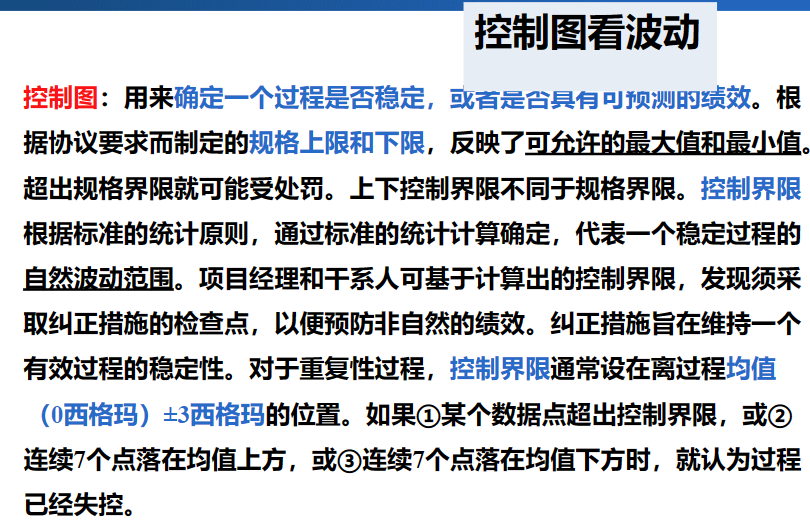 控制图看波动
控制图：用来确定一个过程是否稳定，或者是否具有可预测的绩效。根
据协议要求而制定的规格上限和下限，反映了可允许的最大值和最小值。
超出规格界限就可能受处罚。上下控制界限不同于规格界限。控制界限
根据标准的统计原则，通过标准的统计计算确定，代表一个稳定过程的
自然波动范围。项目经理和干系人可基于计算出的控制界限，发现须采
取纠正措施的检查点，以便预防非自然的绩效。纠正措施旨在维持一个
有效过程的稳定性。对于重复性过程，控制界限通常设在离过程均值
（0西格玛）±3西格玛的位置。如果①某个数据点超出控制界限，或②
连续7个点落在均值上方，或③连续7个点落在均值下方时，就认为过程
已经失控。